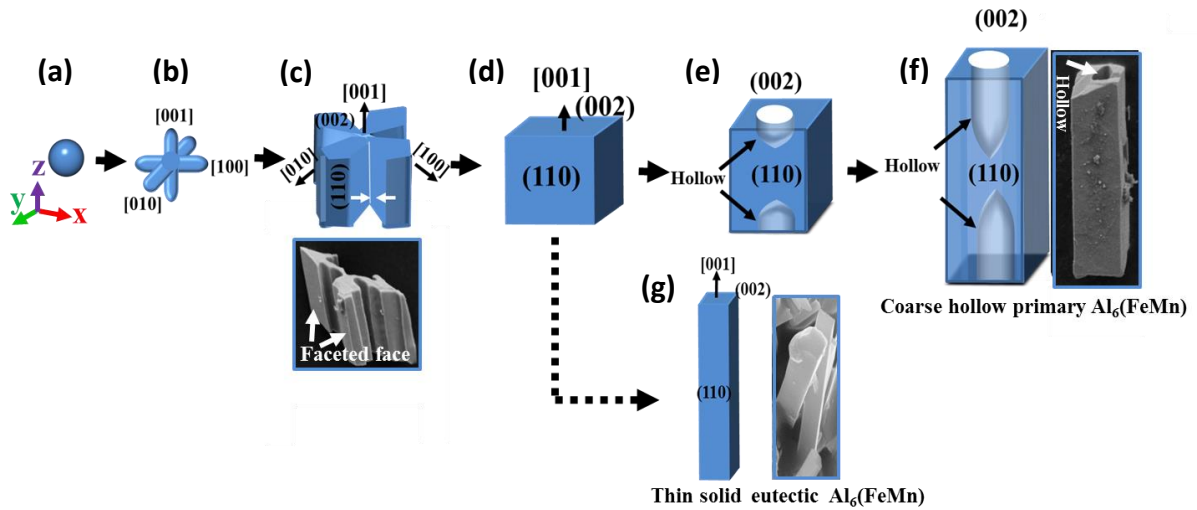 (a)
z
y
x
(b)
[001]
[100]
[010]
(c)
[001]
(002)
[010]
[100]
(110)
Faceted face
(d)
[001]
(002)
(110)
(e)
(002)
Hollow
(110)
(f)
(002)
Hollow
(110)
Hollow
Coarse hollow primary Al₆(FeMn)
(g)
[001]
(002)
(110)
Thin solid eutectic Al₆(FeMn)